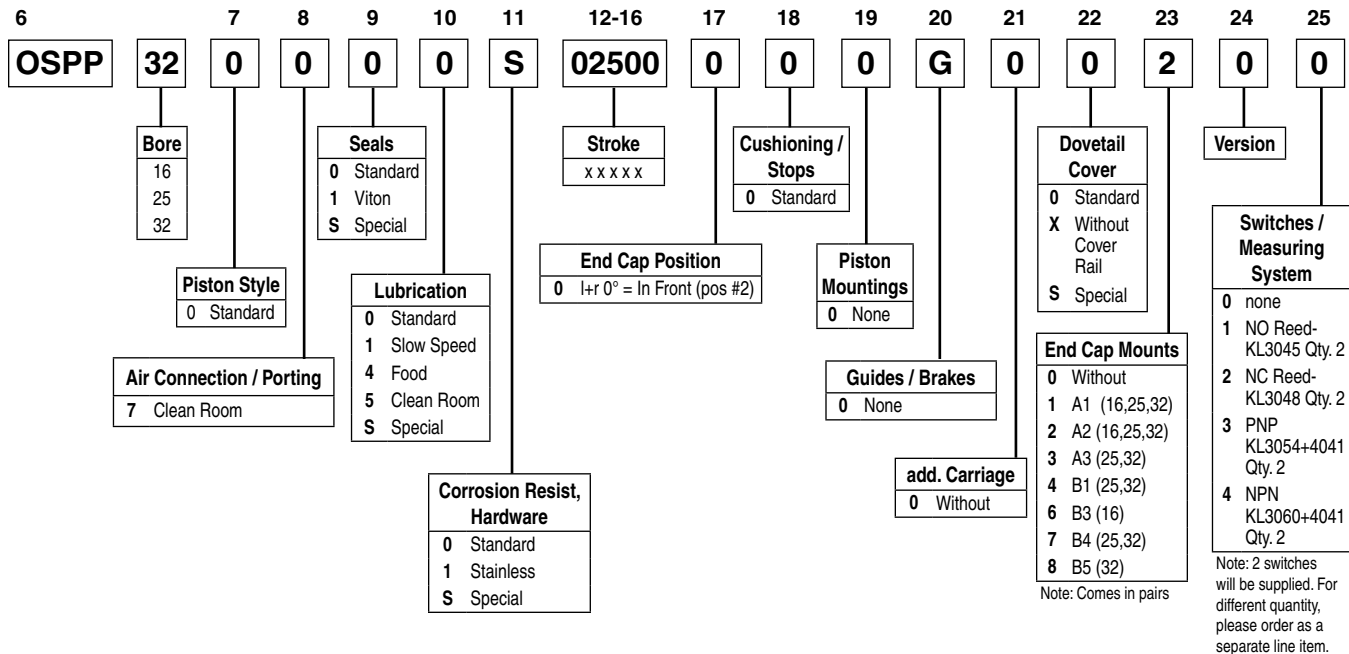 6 7 8 9 10 11 12-16 17 18 19 20 21 22 23 24 25
OSPP 32 0 0 0 0 S 02500 0 0 0 G 0 0 2 0 0
Bore
16
25
32
Piston Style
0 Standard
Air Connection / Porting
7 Clean Room
Seals
0 Standard
1 Viton
S Special
Lubrication
0 Standard
1 Slow Speed
4 Food
5 Clean Room
S Special
Corrosion Resist,
Hardware
0 Standard
1 Stainless
S Special
Stroke
x x x x x
End Cap Position
0 l+r 0° = In Front (pos #2)
Cushioning /
Stops
0 Standard
Piston
Mountings
0 None
Guides / Brakes
0 None
add. Carriage
0 Without
Dovetail
Cover
0 Standard
X Without
Cover
Rail
S Special
End Cap Mounts
0 Without
1 A1 (16,25,32)
2 A2 (16,25,32)
3 A3 (25,32)
4 B1 (25,32)
6 B3 (16)
7 B4 (25,32)
8 B5 (32)
Note: Comes in pairs
Version
Switches /
Measuring
System
0 none
1 NO Reed-
KL3045 Qty. 2
2 NC Reed-
KL3048 Qty. 2
3 PNP
KL3054+4041
Qty. 2
4 NPN
KL3060+4041
Qty. 2
Note: 2 switches
will be supplied. For
different quantity,
please order as a
separate line item.